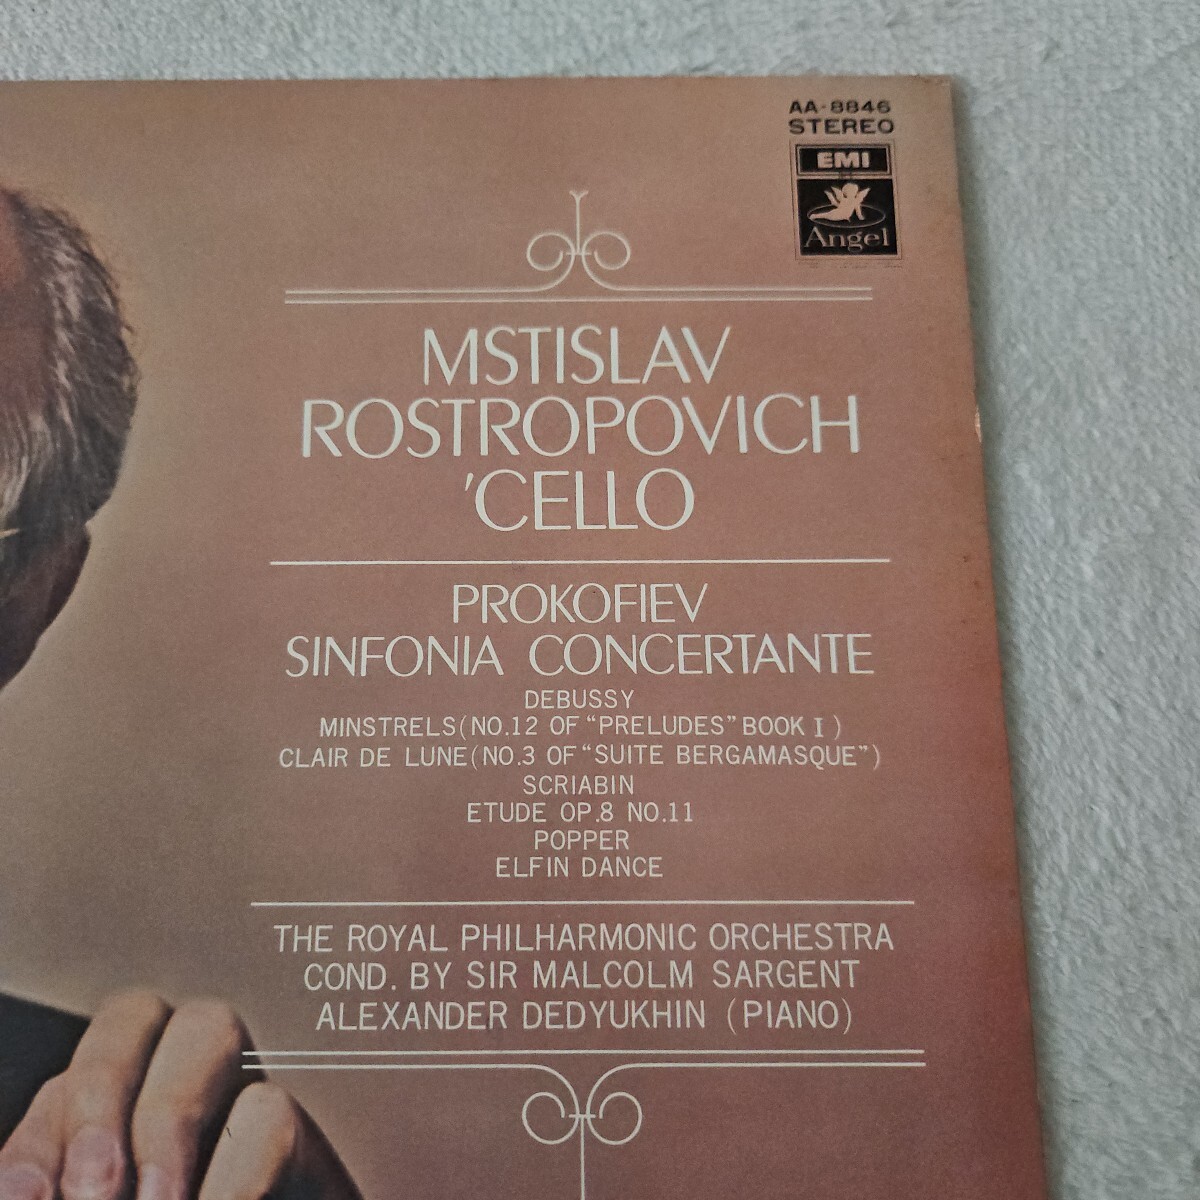 AA-8846
STEREO
EMI
Angel
MSTISLAV
ROSTROPOVICH
'CELLO
PROKOFIEV
SINFONIA CONCERTANTE
DEBUSSY
MINSTRELS(NO.12 OF “PRELUDES” BOOK I)
CLAIR DE LUNE(NO.3 OF “SUITE BERGAMASQUE”)
SCRIABIN
ETUDE OP.8 NO.11
POPPER
ELFIN DANCE
THE ROYAL PHILHARMONIC ORCHESTRA
COND. BY SIR MALCOLM SARGENT
ALEXANDER DEDYUKHIN (PIANO)